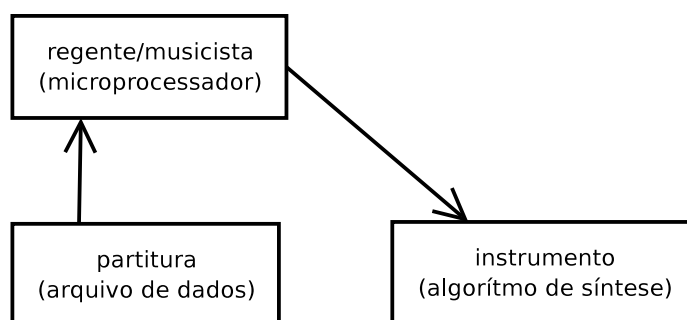 regente/musicista
(microprocessador)
partitura
(arquivo de dados)
instrumento
(algorítmo de síntese)